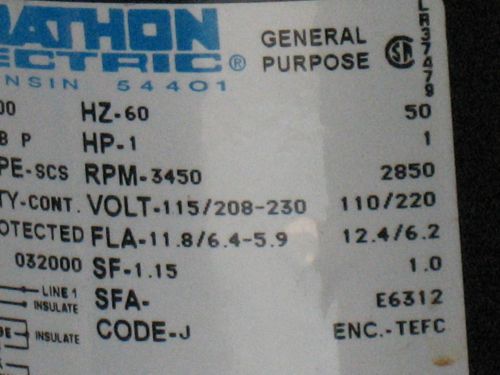 ATHON
ECTRIC®
NSIN 54401
GENERAL
PURPOSE
LR37479
00 HZ-60 50
B P HP-1 1
PE-SCS RPM-3450 2850
TY-CONT. VOLT-115/208-230 110/220
OTECTED FLA-11.8/6.4-5.9 12.4/6.2
032000 SF-1.15 1.0
LINE 1 SFA- E6312
INSULATE
CODE-J ENC.-TEFC
INSULATE